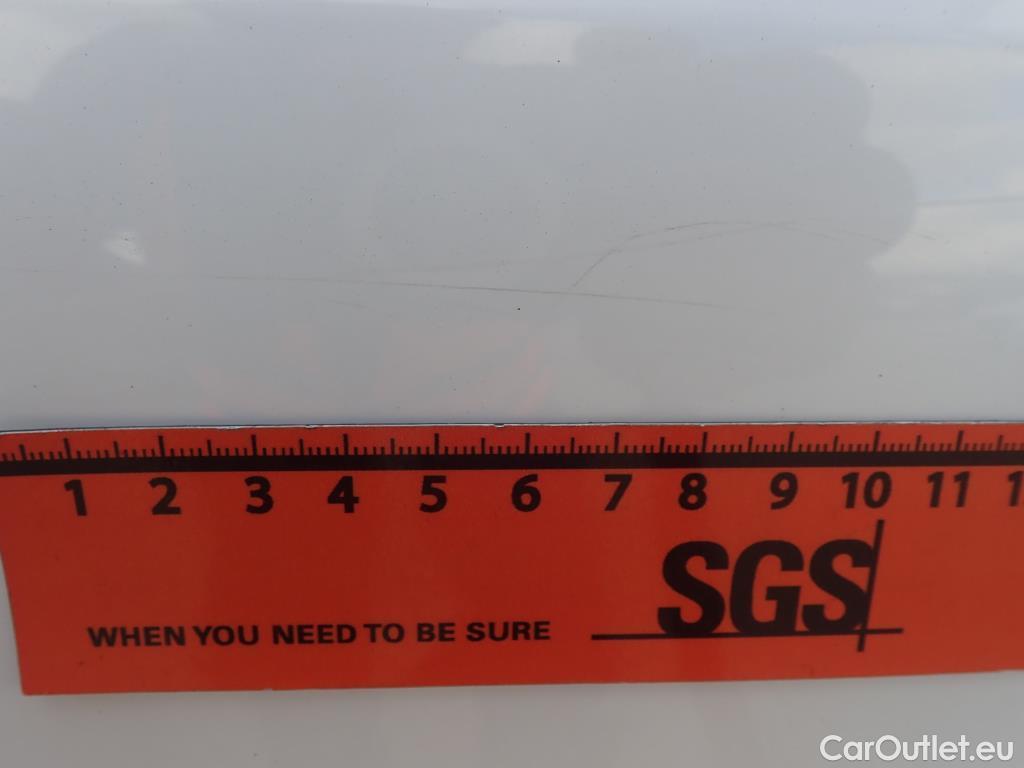 1 2 3 4 5 6 7 8 9 10 11 1
SGS
WHEN YOU NEED TO BE SURE
CarOutlet.eu